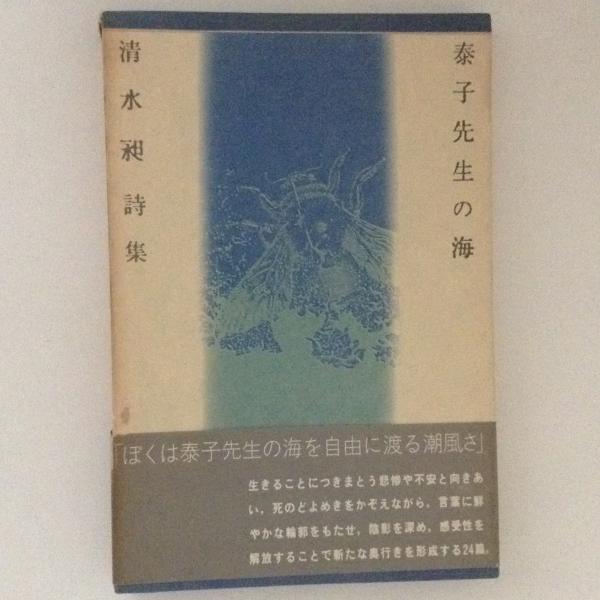 泰子先生の海
清水昶詩集
「ぼくは泰子先生の海を自由に渡る潮風さ」
生きることにつきまとう悲惨や不安と向きあ
い，死のどよめきをかぞえながら，言葉に鮮
やかな輪郭をもたせ，陰影を深め，感受性を
解放することで新たな奥行きを形成する24篇。